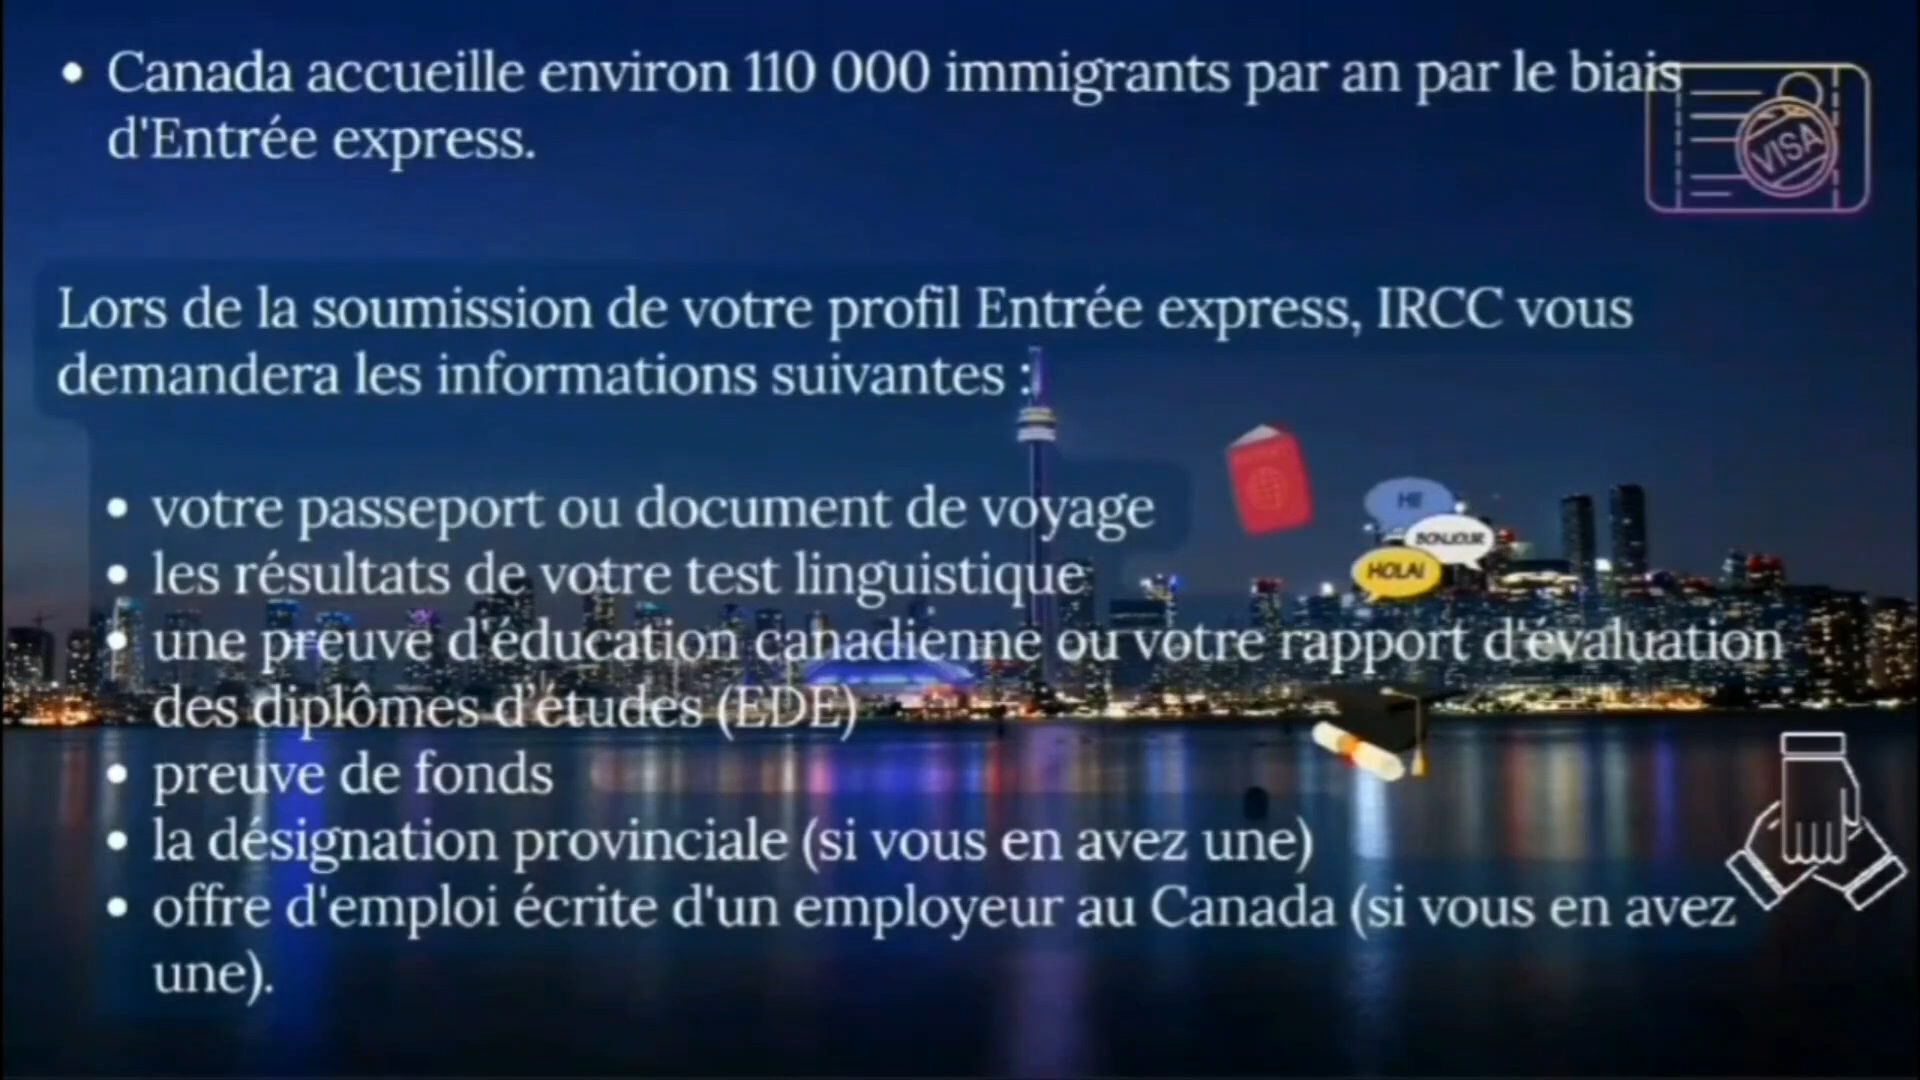 • Canada accueille environ 110 000 immigrants par an par le biais
d'Entrée express.
VISA
Lors de la soumission de votre profil Entrée express, IRCC vous
demandera les informations suivantes :
• votre passeport ou document de voyage
HI!
BONJOUR
HOLA!
• les résultats de votre test linguistique
• une preuve d'éducation canadienne ou votre rapport d'évaluation
des diplômes d'études (EDE)
• preuve de fonds
• la désignation provinciale (si vous en avez une)
• offre d'emploi écrite d'un employeur au Canada (si vous en avez
une).